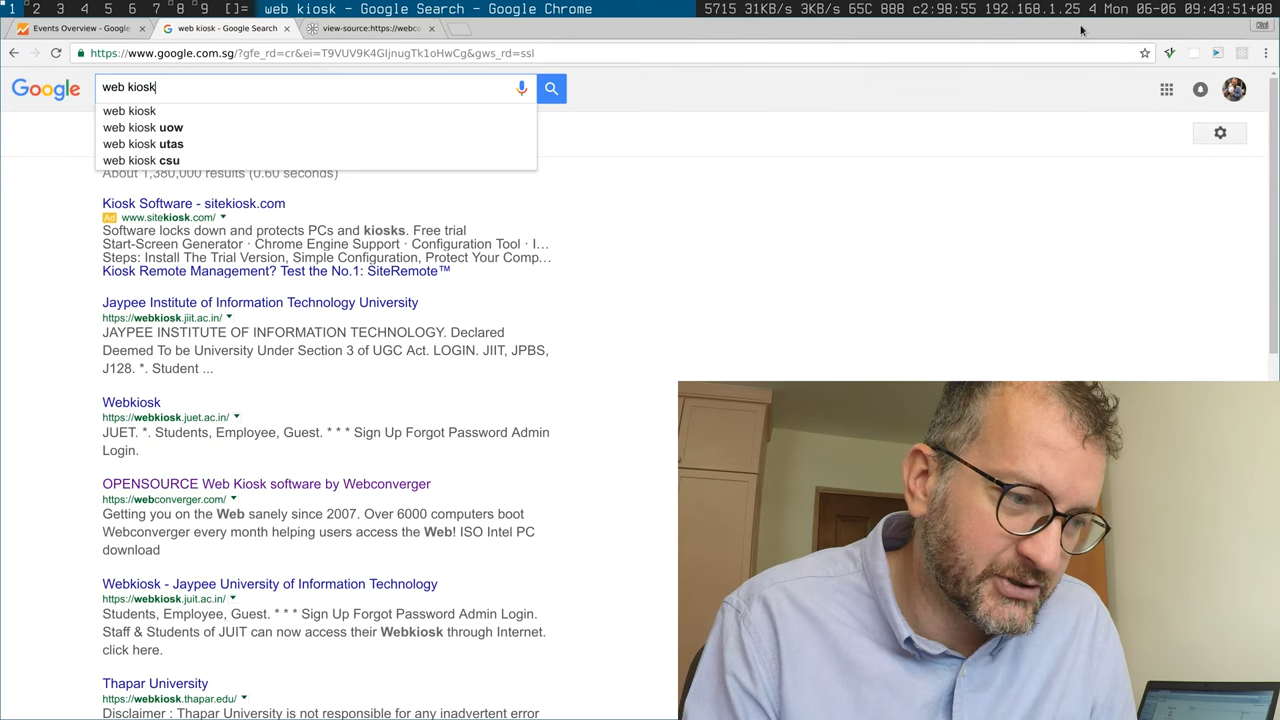 1 2 3 4 5 6 7 8 9 []= web kiosk - Google Search - Google Chrome 5715 31KB/s 3KB/s 65C 888 c2:98:55 192.168.1.25 4 Mon 06-06 09:43:51+08
Events Overview - Google web kiosk - Google Search view-source:https://webco Kai
https://www.google.com.sg/?gfe_rd=cr&ei=T9VUV9K4GIjnugTk1oHwCg&gws_rd=ssl
Google web kiosk
web kiosk
web kiosk uow
web kiosk utas
web kiosk csu
About 1,380,000 results (0.60 seconds)
Kiosk Software - sitekiosk.com
Ad www.sitekiosk.com/
Software locks down and protects PCs and kiosks. Free trial
Start-Screen Generator · Chrome Engine Support · Configuration Tool · I…
Steps: Install The Trial Version, Simple Configuration, Protect Your Comp…
Kiosk Remote Management? Test the No.1: SiteRemote™
Jaypee Institute of Information Technology University
https://webkiosk.jiit.ac.in/
JAYPEE INSTITUTE OF INFORMATION TECHNOLOGY. Declared
Deemed To be University Under Section 3 of UGC Act. LOGIN. JIIT, JPBS,
J128. *. Student ...
Webkiosk
https://webkiosk.juet.ac.in/
JUET. *. Students, Employee, Guest. * * * Sign Up Forgot Password Admin
Login.
OPENSOURCE Web Kiosk software by Webconverger
https://webconverger.com/
Getting you on the Web sanely since 2007. Over 6000 computers boot
Webconverger every month helping users access the Web! ISO Intel PC
download
Webkiosk - Jaypee University of Information Technology
https://webkiosk.juit.ac.in/
Students, Employee, Guest. * * * Sign Up Forgot Password Admin Login.
Staff & Students of JUIT can now access their Webkiosk through Internet.
click here.
Thapar University
https://webkiosk.thapar.edu/
Disclaimer : Thapar University is not responsible for any inadvertent error